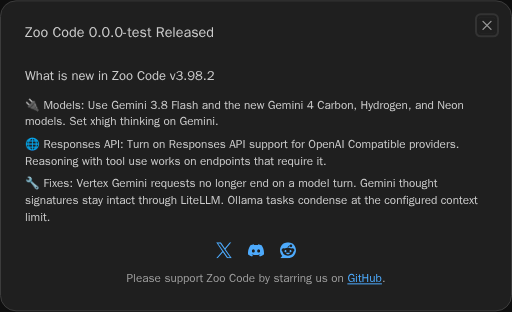 Zoo Code 0.0.0-test Released
What is new in Zoo Code v3.98.2
🔌 Models: Use Gemini 3.8 Flash and the new Gemini 4 Carbon, Hydrogen, and Neon
models. Set xhigh thinking on Gemini.
🌐 Responses API: Turn on Responses API support for OpenAI Compatible providers.
Reasoning with tool use works on endpoints that require it.
🔧 Fixes: Vertex Gemini requests no longer end on a model turn. Gemini thought
signatures stay intact through LiteLLM. Ollama tasks condense at the configured context
limit.
Please support Zoo Code by starring us on GitHub.